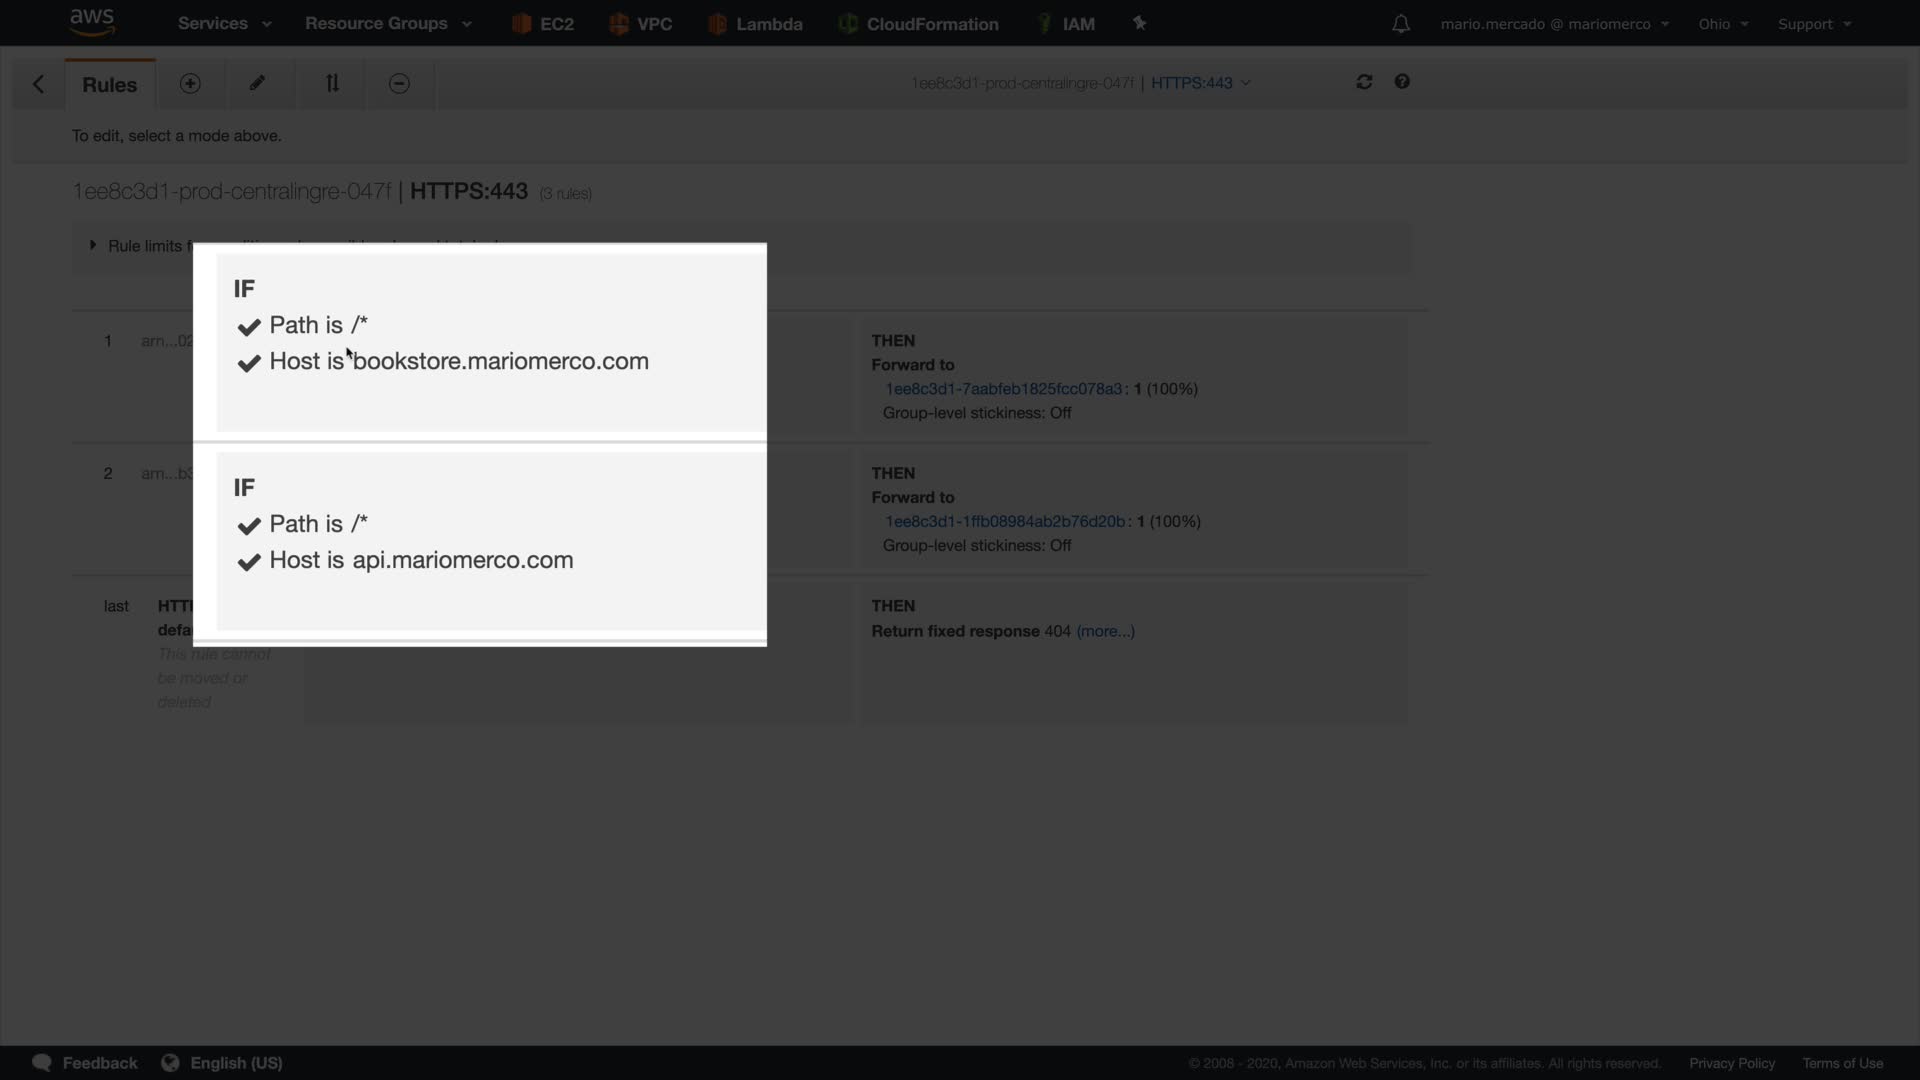 aws
Services
Resource Groups
EC2
VPC
Lambda
CloudFormation
IAM
mario.mercado @ mariomerco
Ohio
Support
Rules
1ee8c3d1-prod-centralingre-047f | HTTPS:443
To edit, select a mode above.
1ee8c3d1-prod-centralingre-047f | HTTPS:443 (3 rules)
Rule limits
IF
Path is /*
Host is bookstore.mariomerco.com
1
arn...02
THEN
Forward to
1ee8c3d1-7aabfeb1825fcc078a3: 1 (100%)
Group-level stickiness: Off
IF
Path is /*
Host is api.mariomerco.com
2
arn...b3
THEN
Forward to
1ee8c3d1-1ffb08984ab2b76d20b: 1 (100%)
Group-level stickiness: Off
last
This rule cannot
be moved or
deleted
THEN
Return fixed response 404 (more...)
Feedback
English (US)
© 2008 - 2020, Amazon Web Services, Inc. or its affiliates. All rights reserved.
Privacy Policy
Terms of Use